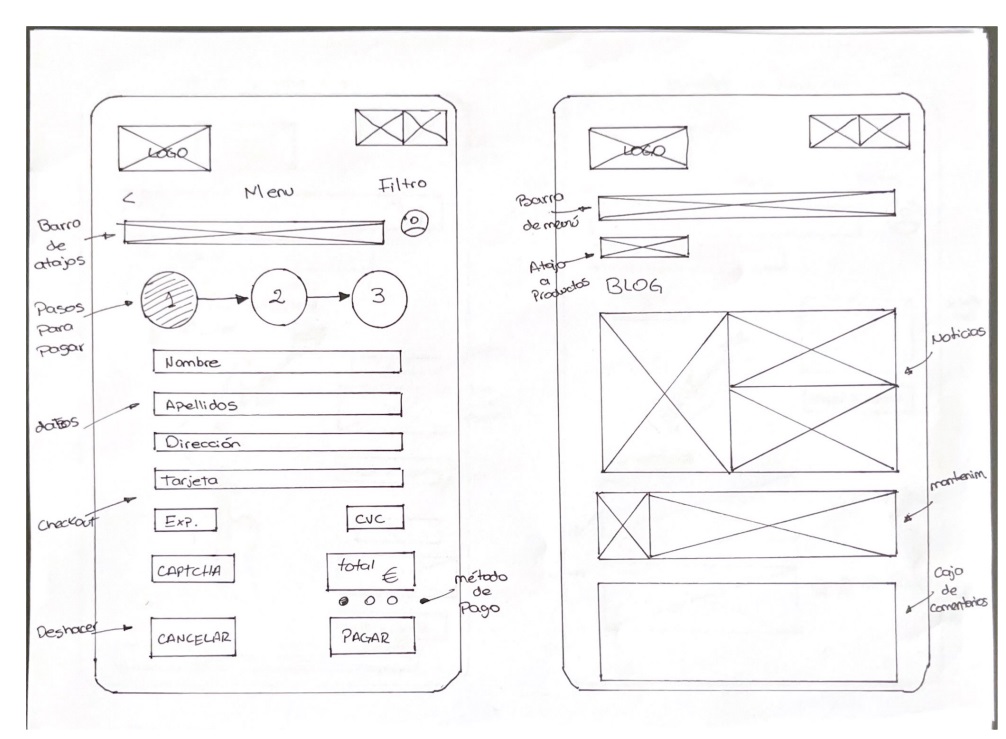 LOGO
<
Menu
Filtro
Barra
de
atajos
1
2
3
Pasos
Para
Pagar
Nombre
Apellidos
datos
Dirección
Tarjeta
Checkout
Exp.
CVC
CAPTCHA
total
€
método
de
Pago
Deshacer
CANCELAR
PAGAR
LOGO
Barra
de menú
Atajo
a
Productos
BLOG
Noticias
mantenim.
Caja
de
Comentarios